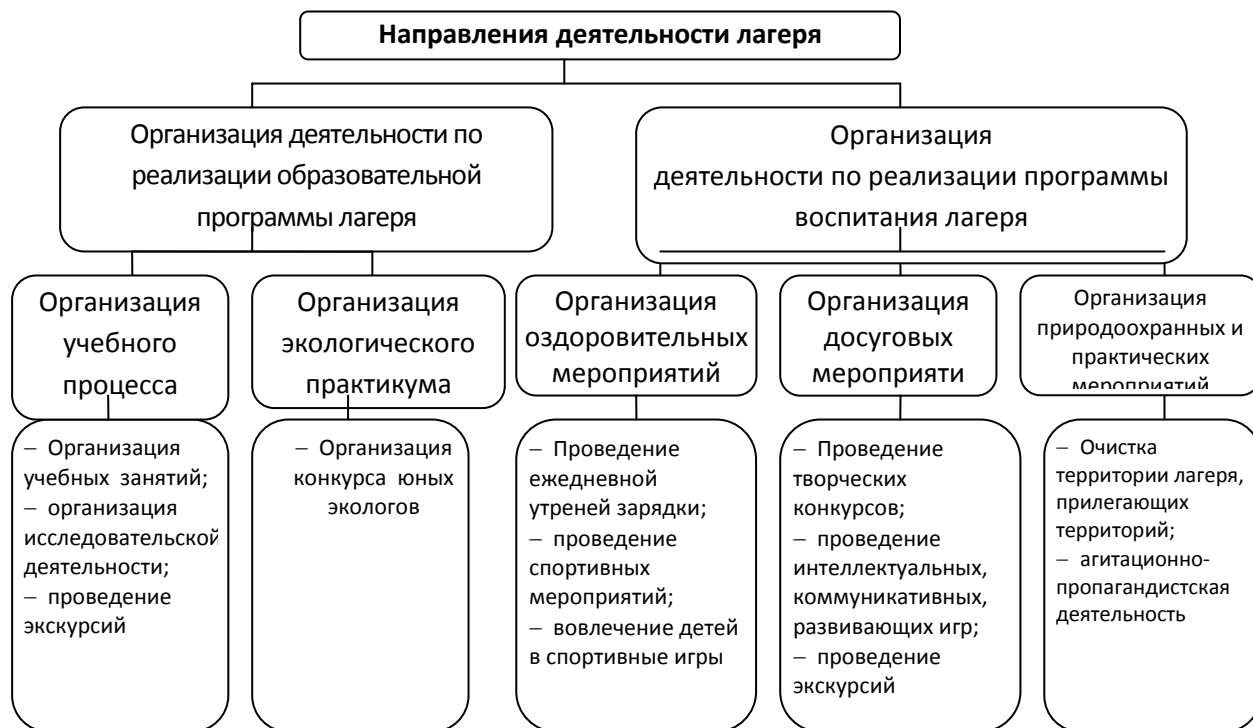 Направления деятельности лагеря
Организация деятельности по
реализации образовательной
программы лагеря
Организация
деятельности по реализации программы
воспитания лагеря
Организация
учебного
процесса
Организация
экологического
практикума
Организация
оздоровительных
мероприятий
Организация
досуговых
мероприяти
Организация
природоохранных и
практических
мероприятий
– Организация
учебных занятий;
– организация
исследовательской
деятельности;
– проведение
экскурсий
– Организация
конкурса юных
экологов
– Проведение
ежедневной
утреней зарядки;
– проведение
спортивных
мероприятий;
– вовлечение детей
в спортивные игры
– Проведение
творческих
конкурсов;
– проведение
интеллектуальных,
коммуникативных,
развивающих игр;
– проведение
экскурсий
– Очистка
территории лагеря,
прилегающих
территорий;
– агитационно-
пропагандистская
деятельность